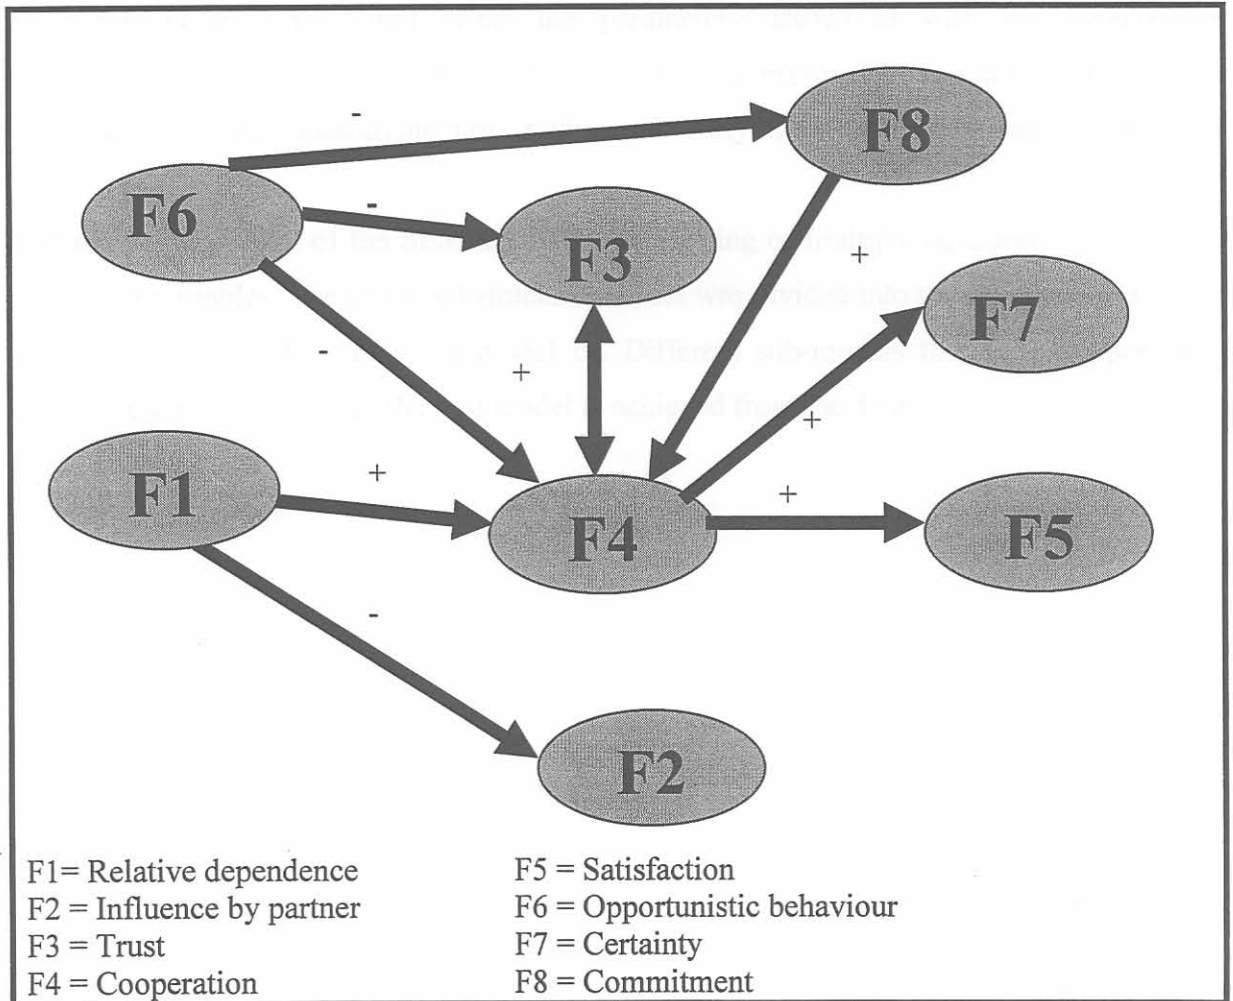 -
F8
F6
-
F3
+
F7
-
+
+
F1
+
F4
+
F5
-
F2
F1= Relative dependence
F2 = Influence by partner
F3 = Trust
F4 = Cooperation
F5 = Satisfaction
F6 = Opportunistic behaviour
F7 = Certainty
F8 = Commitment